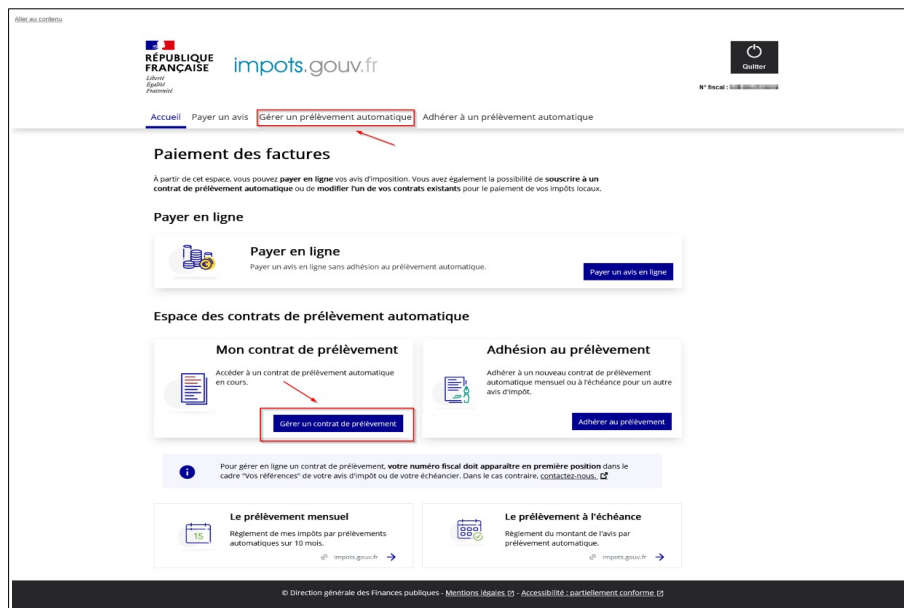 Aller au contenu
RÉPUBLIQUE
FRANÇAISE
Liberté
Égalité
Fraternité
impots.gouv.fr
Quitter
N° fiscal :
Accueil Payer un avis Gérer un prélèvement automatique Adhérer à un prélèvement automatique
Paiement des factures
À partir de cet espace, vous pouvez payer en ligne vos avis d'imposition. Vous avez également la possibilité de souscrire à un
contrat de prélèvement automatique ou de modifier l'un de vos contrats existants pour le paiement de vos impôts locaux.
Payer en ligne
Payer en ligne
Payer un avis en ligne sans adhésion au prélèvement automatique.
Payer un avis en ligne
Espace des contrats de prélèvement automatique
Mon contrat de prélèvement
Accéder à un contrat de prélèvement automatique
en cours.
Gérer un contrat de prélèvement
Adhésion au prélèvement
Adhérer à un nouveau contrat de prélèvement
automatique mensuel ou à l'échéance pour un autre
avis d'impôt.
Adhérer au prélèvement
Pour gérer en ligne un contrat de prélèvement, votre numéro fiscal doit apparaître en première position dans le
cadre "Vos références" de votre avis d'impôt ou de votre échéancier. Dans le cas contraire, contactez-nous.
Le prélèvement mensuel
15
Règlement de mes impôts par prélèvements
automatiques sur 10 mois.
impots.gouv.fr
Le prélèvement à l'échéance
Règlement du montant de l'avis par
prélèvement automatique.
impots.gouv.fr
© Direction générale des Finances publiques - Mentions légales - Accessibilité : partiellement conforme